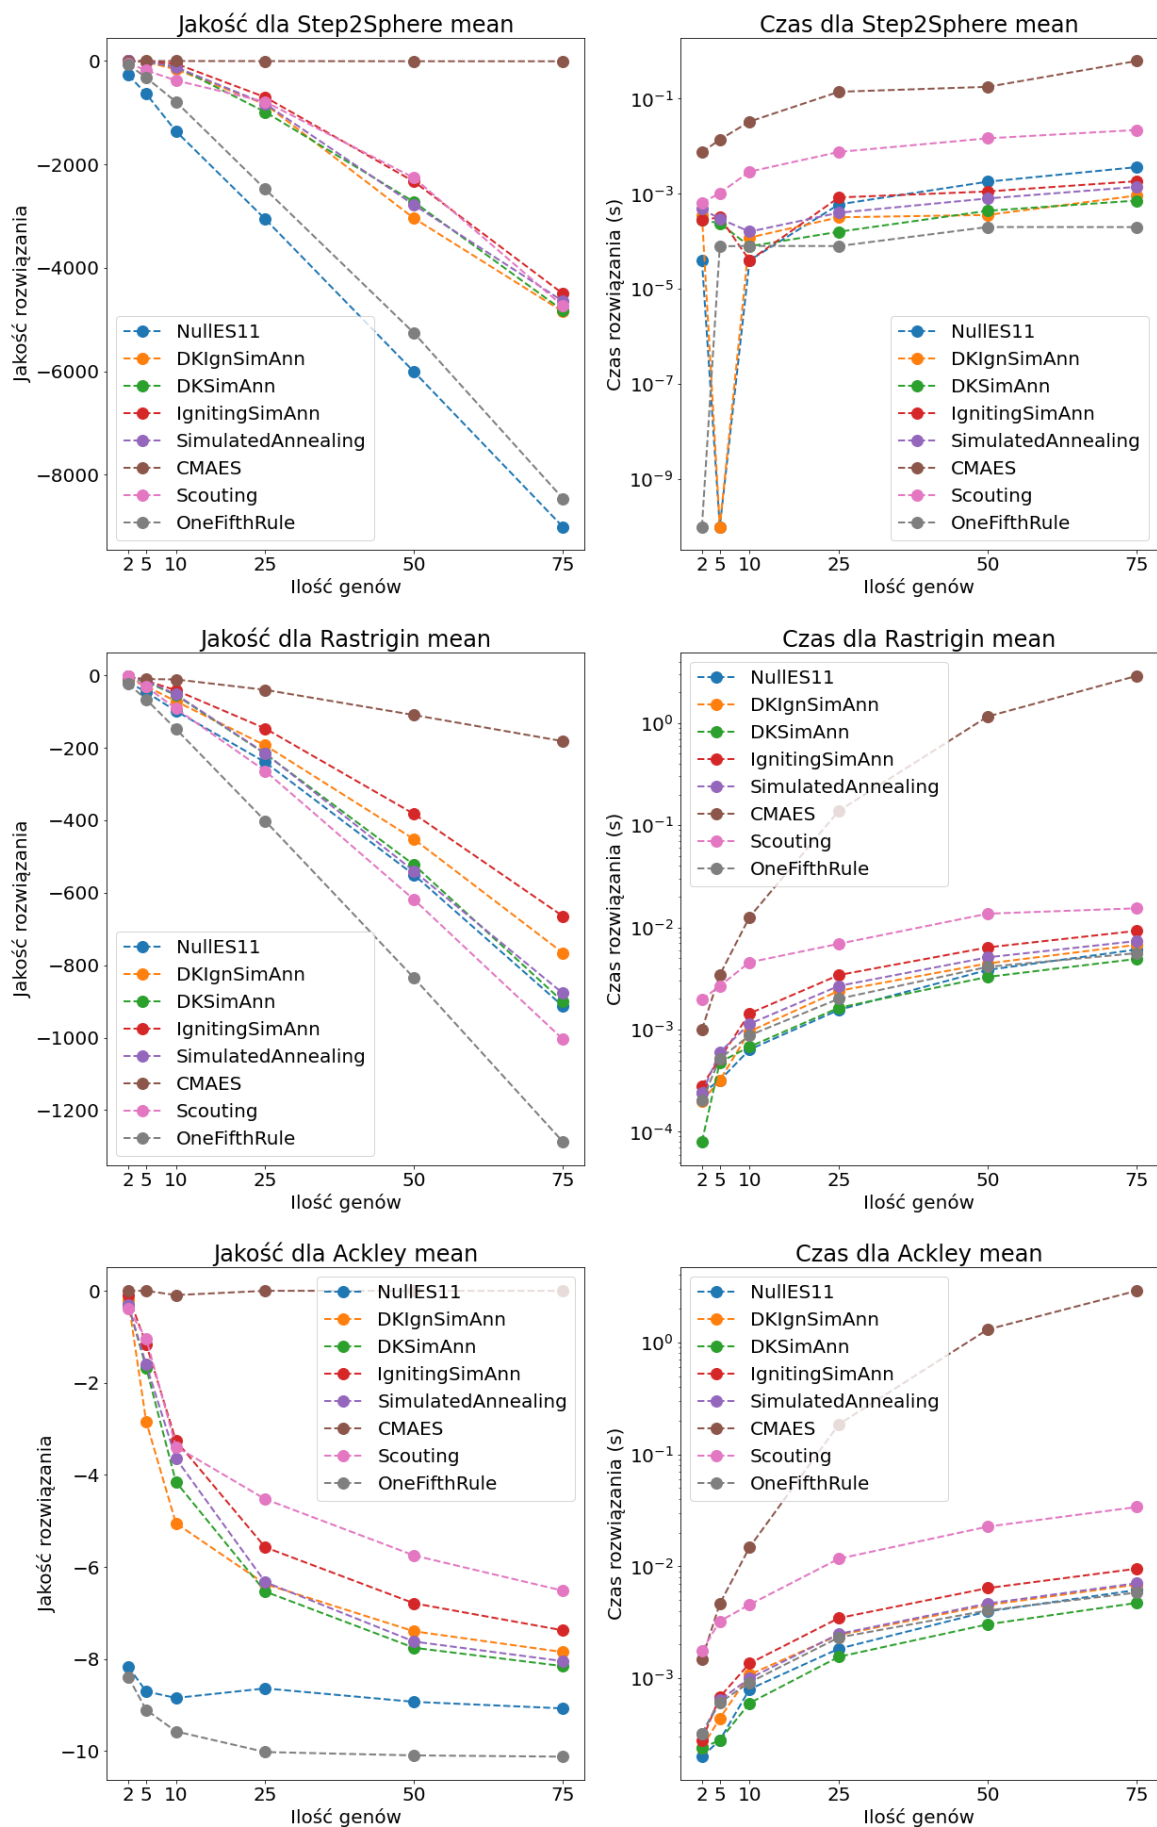 Jakość dla Step2Sphere mean
Jakość rozwiązania
0
−2000
−4000
−6000
−8000
NullES11
DKIgnSimAnn
DKSimAnn
IgnitingSimAnn
SimulatedAnnealing
CMAES
Scouting
OneFifthRule
2 5 10 25 50 75
Ilość genów
Czas dla Step2Sphere mean
Czas rozwiązania (s)
10⁻¹
10⁻³
10⁻⁵
10⁻⁷
10⁻⁹
NullES11
DKIgnSimAnn
DKSimAnn
IgnitingSimAnn
SimulatedAnnealing
CMAES
Scouting
OneFifthRule
2 5 10 25 50 75
Ilość genów
Jakość dla Rastrigin mean
Jakość rozwiązania
0
−200
−400
−600
−800
−1000
−1200
NullES11
DKIgnSimAnn
DKSimAnn
IgnitingSimAnn
SimulatedAnnealing
CMAES
Scouting
OneFifthRule
2 5 10 25 50 75
Ilość genów
Czas dla Rastrigin mean
Czas rozwiązania (s)
10⁰
10⁻¹
10⁻²
10⁻³
10⁻⁴
NullES11
DKIgnSimAnn
DKSimAnn
IgnitingSimAnn
SimulatedAnnealing
CMAES
Scouting
OneFifthRule
2 5 10 25 50 75
Ilość genów
Jakość dla Ackley mean
Jakość rozwiązania
0
−2
−4
−6
−8
−10
NullES11
DKIgnSimAnn
DKSimAnn
IgnitingSimAnn
SimulatedAnnealing
CMAES
Scouting
OneFifthRule
2 5 10 25 50 75
Ilość genów
Czas dla Ackley mean
Czas rozwiązania (s)
10⁰
10⁻¹
10⁻²
10⁻³
NullES11
DKIgnSimAnn
DKSimAnn
IgnitingSimAnn
SimulatedAnnealing
CMAES
Scouting
OneFifthRule
2 5 10 25 50 75
Ilość genów